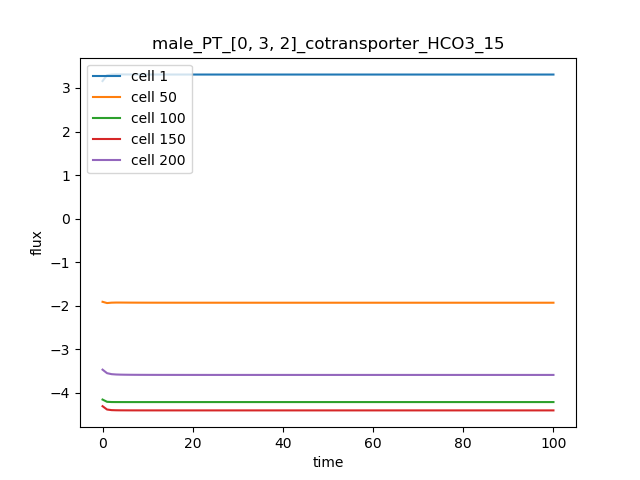 male_PT_[0, 3, 2]_cotransporter_HCO3_15
cell 1
cell 50
cell 100
cell 150
cell 200
3
2
1
0
−1
−2
−3
−4
flux
0 20 40 60 80 100
time